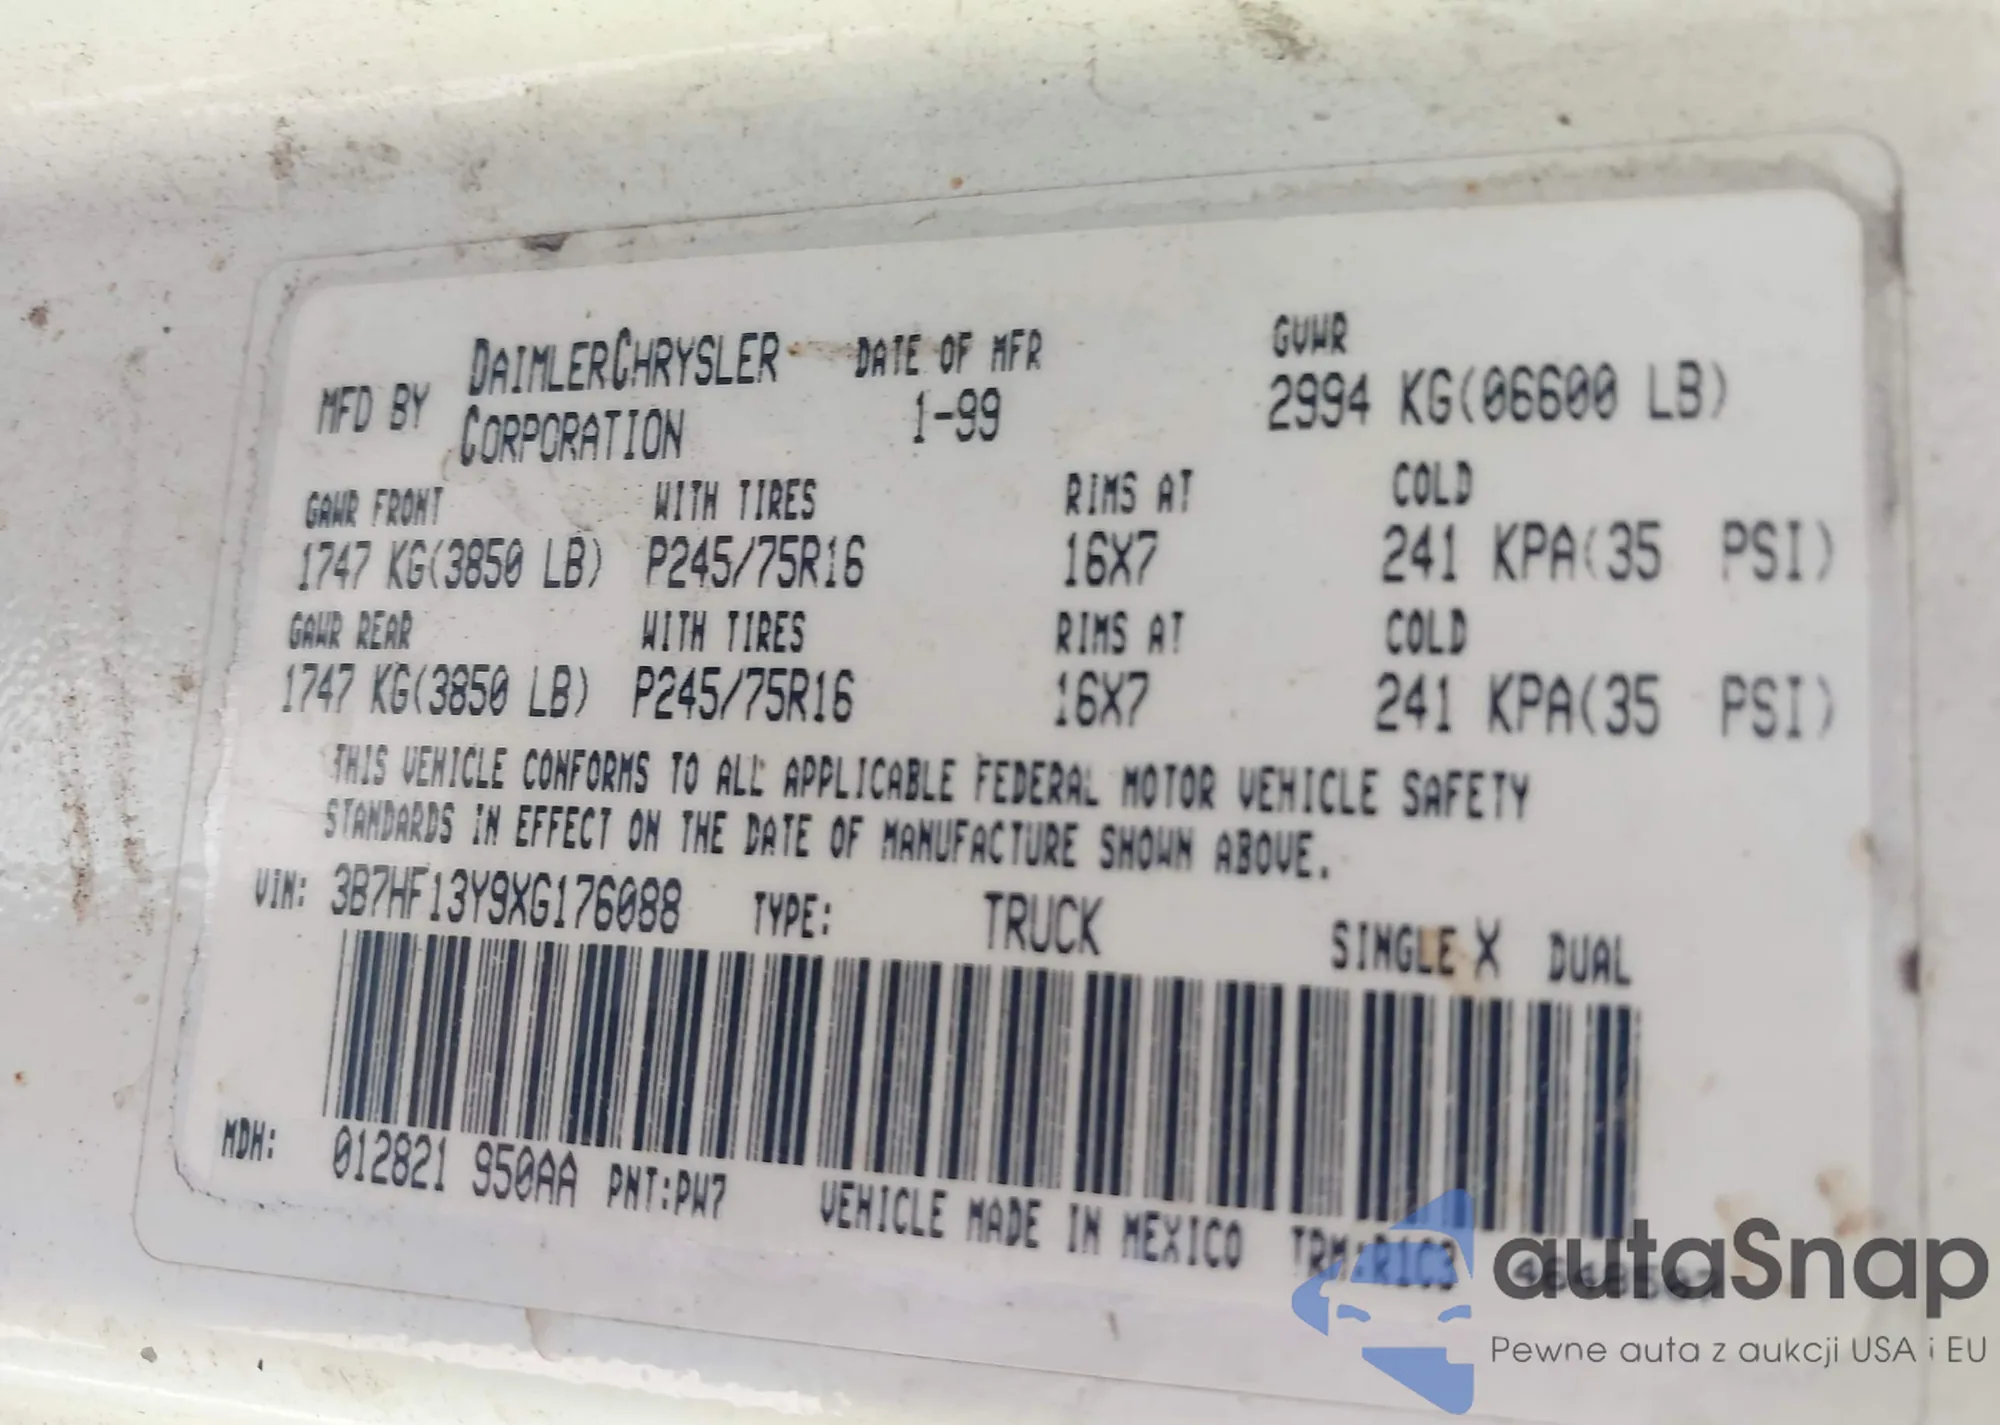 MFD BY DAIMLERCHRYSLER CORPORATION DATE OF MFR 1-99 GVWR 2994 KG(06600 LB)
GAWR FRONT WITH TIRES RIMS AT COLD
1747 KG(3850 LB) P245/75R16 16X7 241 KPA(35 PSI)
GAWR REAR WITH TIRES RIMS AT COLD
1747 KG(3850 LB) P245/75R16 16X7 241 KPA(35 PSI)
THIS VEHICLE CONFORMS TO ALL APPLICABLE FEDERAL MOTOR VEHICLE SAFETY
STANDARDS IN EFFECT ON THE DATE OF MANUFACTURE SHOWN ABOVE.
VIN: 3B7HF13Y9XG176088 TYPE: TRUCK SINGLE X DUAL
MDH: 012821 950AA PNT:PW7 VEHICLE MADE IN MEXICO TRM:R1C3
autaSnap
Pewne auta z aukcji USA i EU